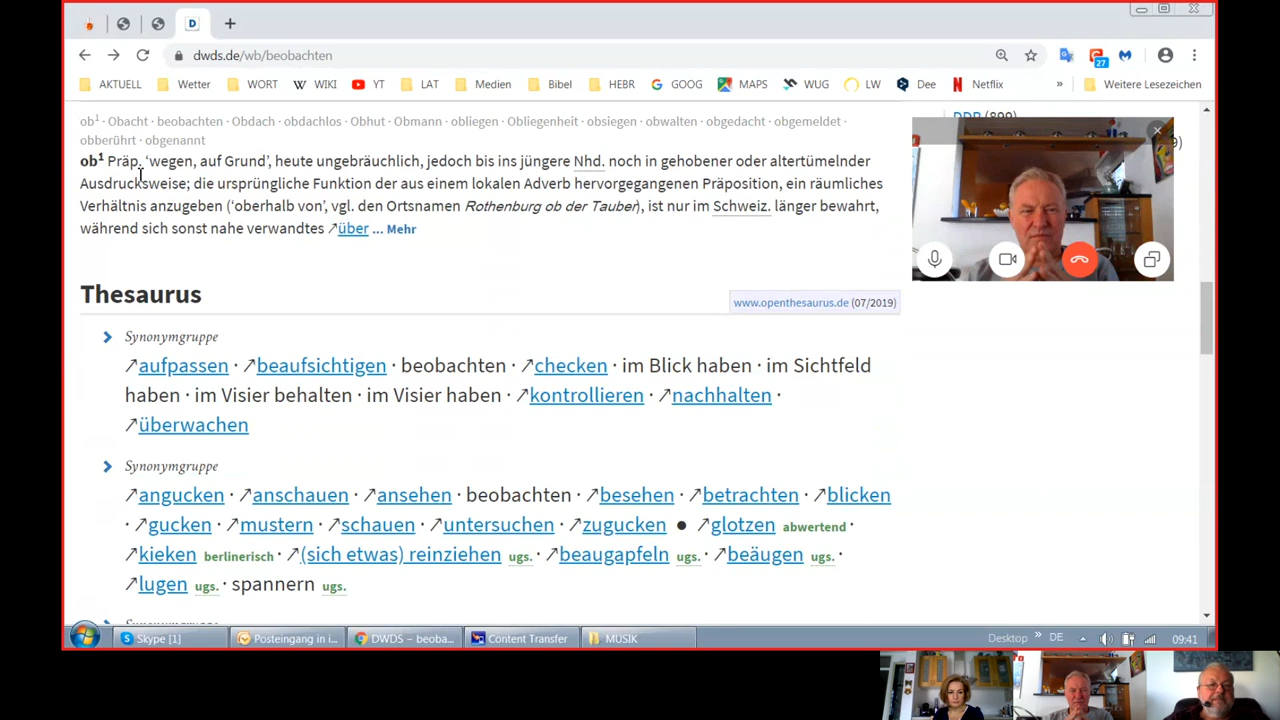 D
dwds.de/wb/beobachten
27
AKTUELL Wetter WORT WIKI YT LAT Medien Bibel HEBR GOOG MAPS WUG LW Dee Netflix » Weitere Lesezeichen
ob¹ · Obacht · beobachten · Obdach · obdachlos · Obhut · Obmann · obliegen · Obliegenheit · obsiegen · obwalten · obgedacht · obgemeldet ·
obberührt · obgenannt
ob¹ Präp. ‘wegen, auf Grund’, heute ungebräuchlich, jedoch bis ins jüngere Nhd. noch in gehobener oder altertümelnder
Ausdrucksweise; die ursprüngliche Funktion der aus einem lokalen Adverb hervorgegangenen Präposition, ein räumliches
Verhältnis anzugeben (‘oberhalb von’, vgl. den Ortsnamen Rothenburg ob der Tauber), ist nur im Schweiz. länger bewahrt,
während sich sonst nahe verwandtes ↗über ... Mehr
Thesaurus
www.openthesaurus.de (07/2019)
Synonymgruppe
↗aufpassen · ↗beaufsichtigen · beobachten · ↗checken · im Blick haben · im Sichtfeld
haben · im Visier behalten · im Visier haben · ↗kontrollieren · ↗nachhalten ·
↗überwachen
Synonymgruppe
↗angucken · ↗anschauen · ↗ansehen · beobachten · ↗besehen · ↗betrachten · ↗blicken
· ↗gucken · ↗mustern · ↗schauen · ↗untersuchen · ↗zugucken ● ↗glotzen abwertend ·
↗kieken berlinerisch · ↗(sich etwas) reinziehen ugs. · ↗beaugapfeln ugs. · ↗beäugen ugs. ·
↗lugen ugs. · spannern ugs.
Skype [1] Posteingang in i... DWDS – beoba... Content Transfer MUSIK Desktop » DE 09:41